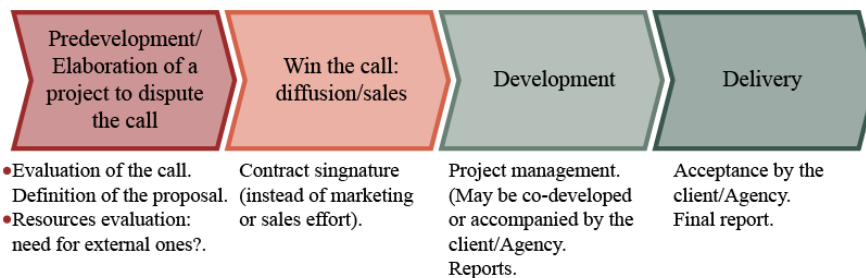 Predevelopment/
Elaboration of a
project to dispute
the call
Win the call:
diffusion/sales
Development
Delivery
•Evaluation of the call.
Definition of the proposal.
•Resources evaluation:
need for external ones?.
Contract singnature
(instead of marketing
or sales effort).
Project management.
(May be co-developed
or accompanied by the
client/Agency.
Reports.
Acceptance by the
client/Agency.
Final report.